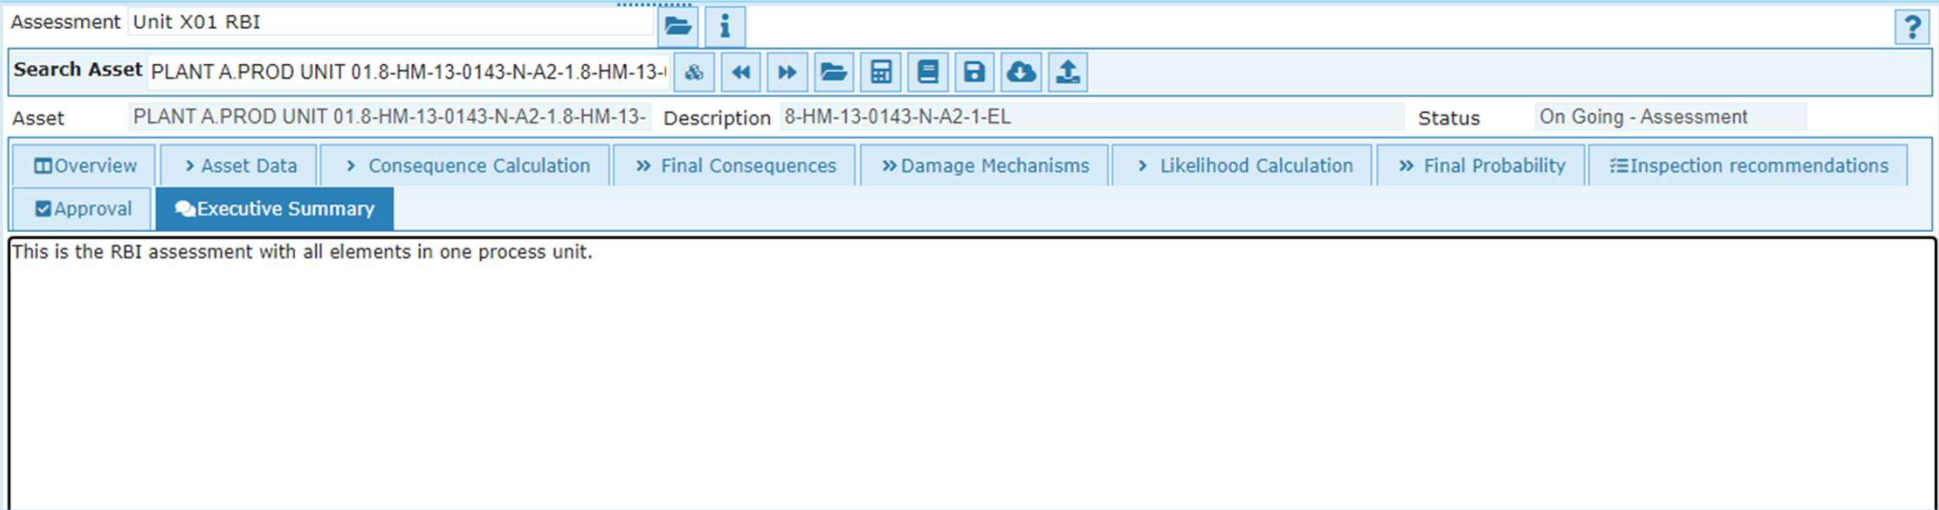 Assessment Unit X01 RBI
?
Search Asset PLANT A.PROD UNIT 01.8-HM-13-0143-N-A2-1.8-HM-13-
Asset PLANT A.PROD UNIT 01.8-HM-13-0143-N-A2-1.8-HM-13- Description 8-HM-13-0143-N-A2-1-EL Status On Going - Assessment
Overview > Asset Data > Consequence Calculation » Final Consequences » Damage Mechanisms > Likelihood Calculation » Final Probability Inspection recommendations
Approval Executive Summary
This is the RBI assessment with all elements in one process unit.